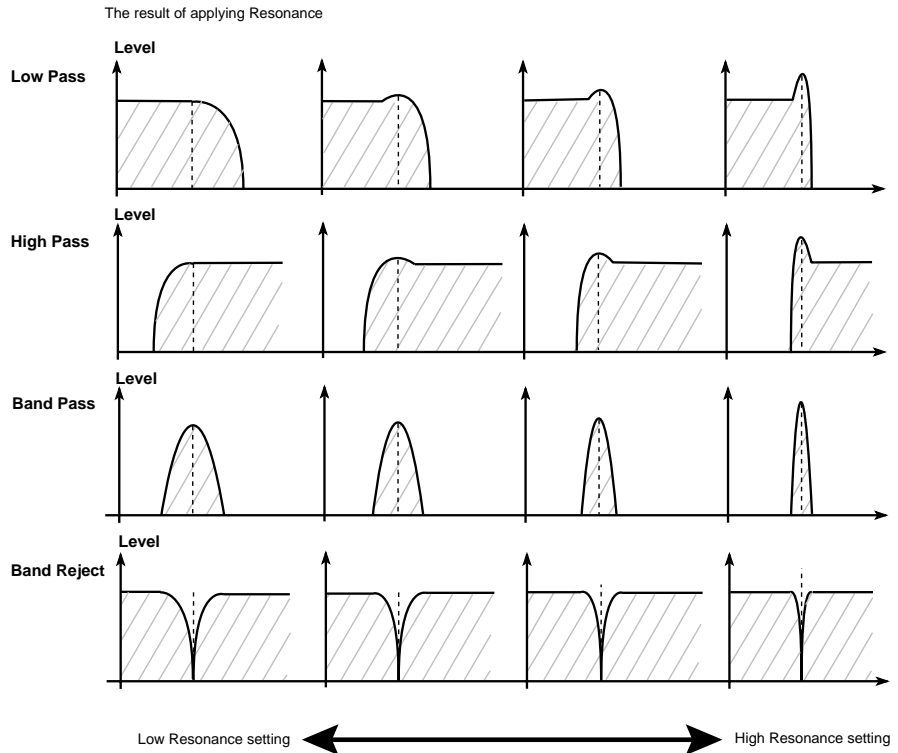 The result of applying Resonance
Level
Low Pass
Level
High Pass
Level
Band Pass
Level
Band Reject
Low Resonance setting
High Resonance setting